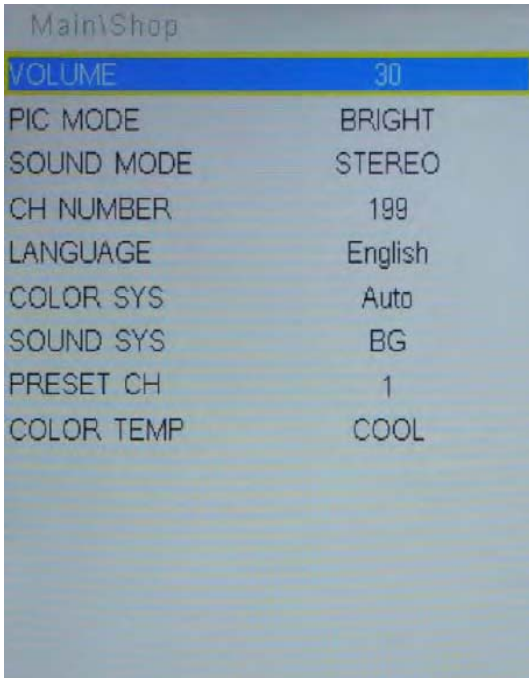 Main\Shop
VOLUME 30
PIC MODE BRIGHT
SOUND MODE STEREO
CH NUMBER 199
LANGUAGE English
COLOR SYS Auto
SOUND SYS BG
PRESET CH 1
COLOR TEMP COOL